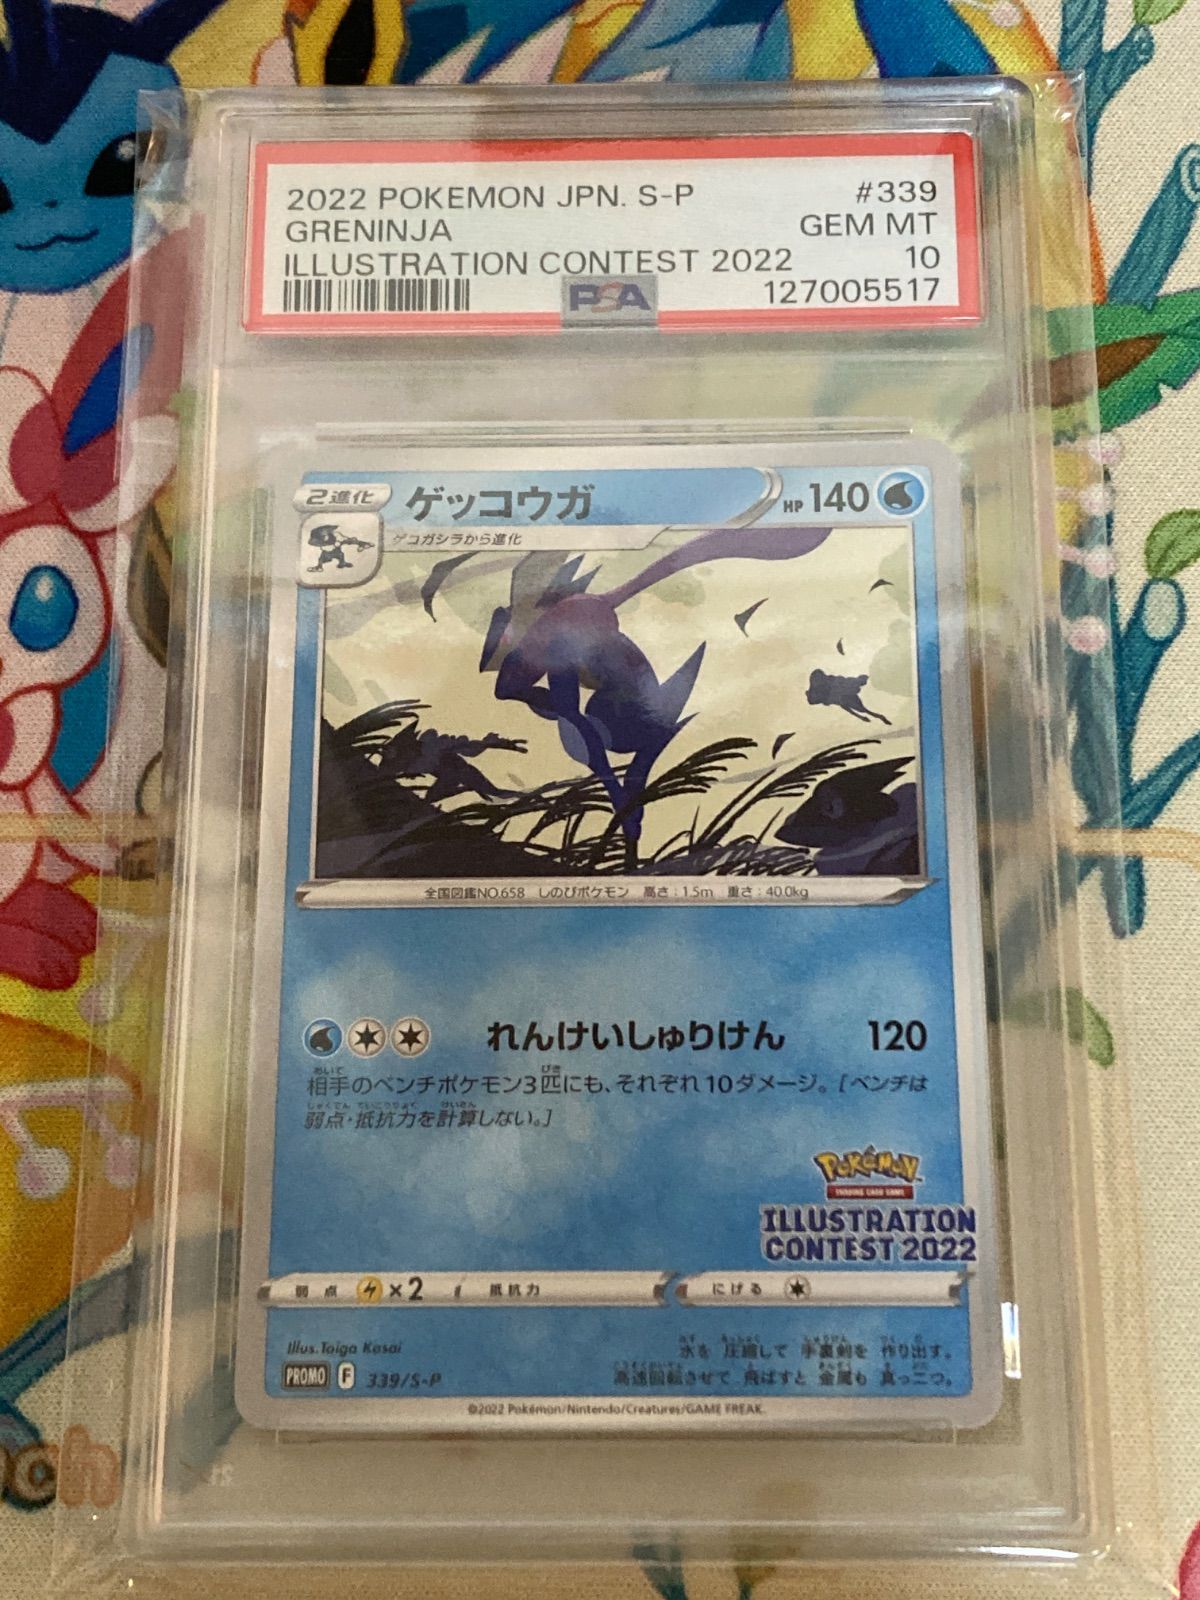 2022 POKEMON JPN. S-P #339
GRENINJA GEM MT
ILLUSTRATION CONTEST 2022 10
PSA 127005517
2進化 ゲッコウガ HP 140
ゲコガシラから進化
全国図鑑NO.658 しのびポケモン 高さ:1.5m 重さ:40.0kg
れんけいしゅりけん 120
相手のベンチポケモン3匹にも、それぞれ10ダメージ。[ベンチは
弱点・抵抗力を計算しない。]
POKÉMON
TRADING CARD GAME
ILLUSTRATION
CONTEST 2022
弱点 ×2 抵抗力 にげる
Illus. Taiga Kasai
水を 圧縮して 手裏剣を 作り出す。
高速回転させて 飛ばすと 金属も 真っ二つ。
PROMO F 339/S-P
©2022 Pokémon/Nintendo/Creatures/GAME FREAK.